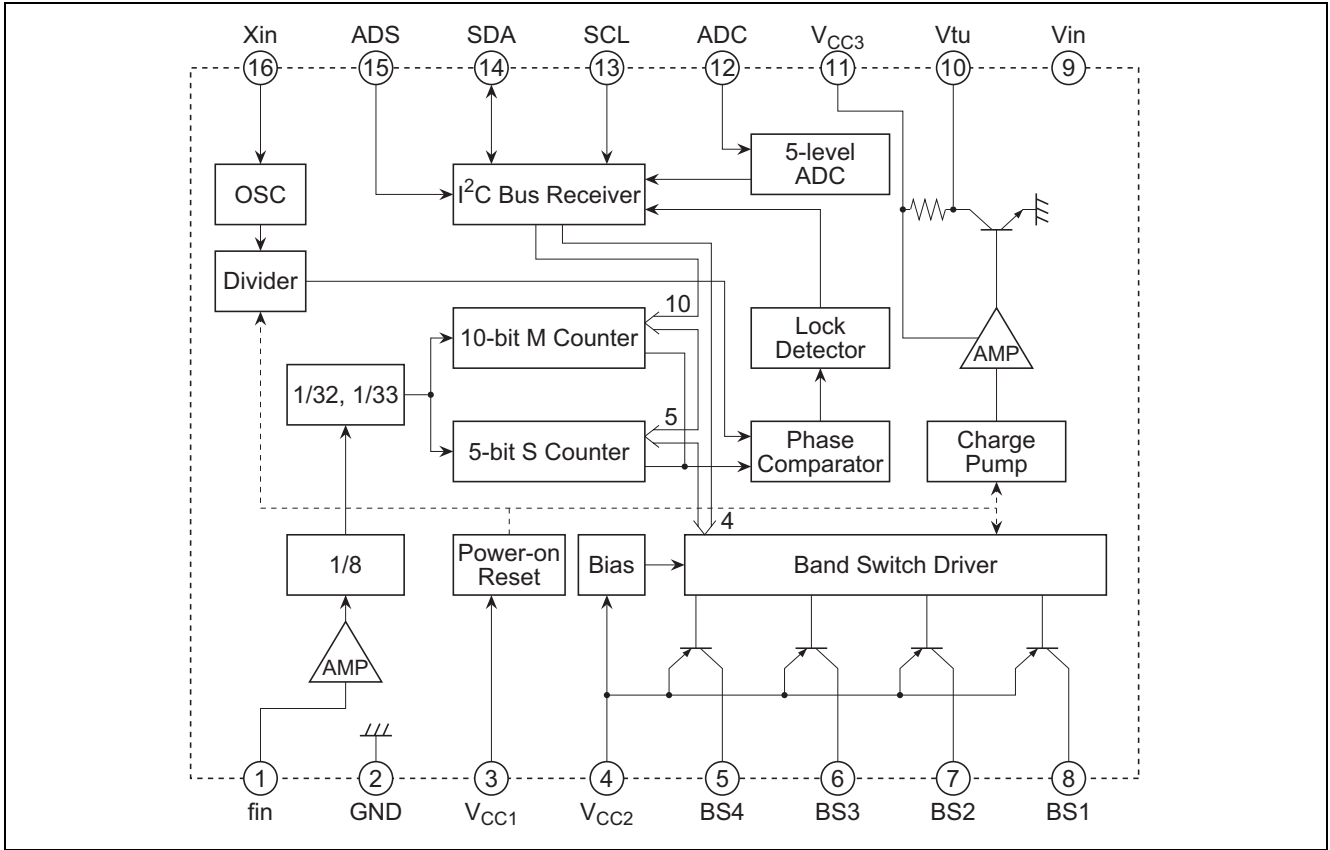 Xin ADS SDA SCL ADC VCC3 Vtu Vin
16 15 14 13 12 11 10 9
5-level
ADC
OSC
I2C Bus Receiver
Divider
10
10-bit M Counter
Lock
Detector
AMP
1/32, 1/33
5
5-bit S Counter
Phase
Comparator
Charge
Pump
4
1/8
Power-on
Reset
Bias
Band Switch Driver
AMP
1 2 3 4 5 6 7 8
fin GND VCC1 VCC2 BS4 BS3 BS2 BS1